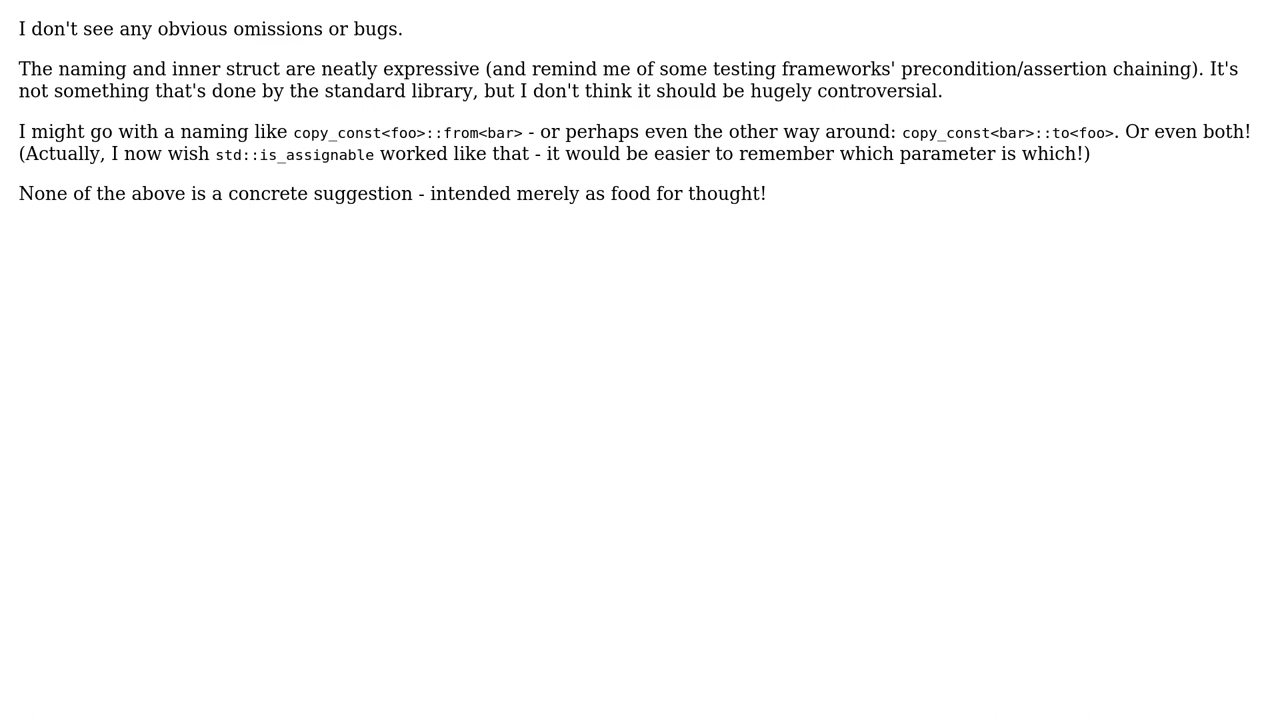 I don't see any obvious omissions or bugs.
The naming and inner struct are neatly expressive (and remind me of some testing frameworks' precondition/assertion chaining). It's
not something that's done by the standard library, but I don't think it should be hugely controversial.
I might go with a naming like copy_const<foo>::from<bar> - or perhaps even the other way around: copy_const<bar>::to<foo>. Or even both!
(Actually, I now wish std::is_assignable worked like that - it would be easier to remember which parameter is which!)
None of the above is a concrete suggestion - intended merely as food for thought!